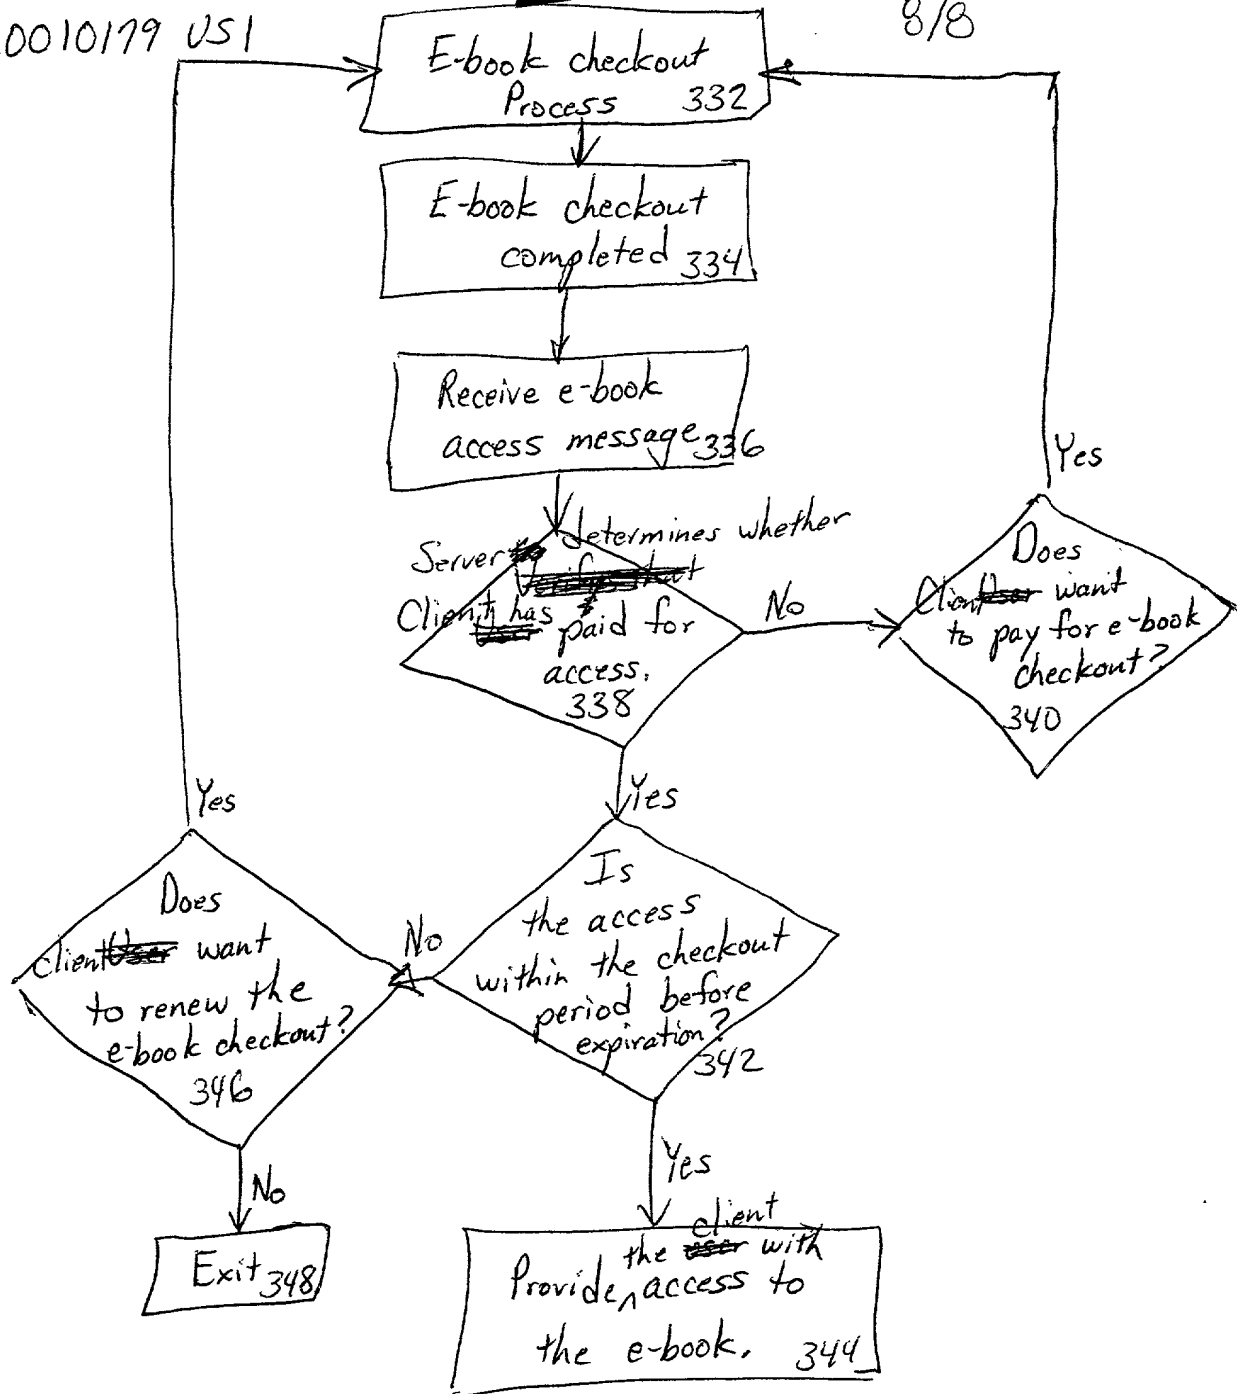 0010179 US1
8/8
E-book checkout
Process 332
E-book checkout
completed 334
Receive e-book
access message 336
Server determines whether
Client has paid for
access.
338
No
Yes
Does
Client want
to pay for e-book
checkout?
340
Yes
Is
the access
within the checkout
period before
expiration?
342
No
Yes
Does
client want
to renew the
e-book checkout?
346
No
Exit 348
Yes
client
the user with
Provide access to
the e-book. 344